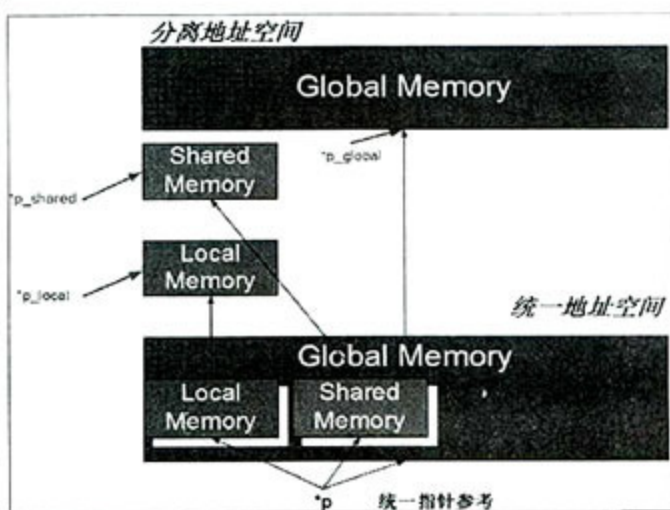 分离地址空间
Global Memory
*p_global
Shared
Memory
*p_shared
Local
Memory
*p_local
统一地址空间
Global Memory
Local
Memory
Shared
Memory
*p 统一指针参考